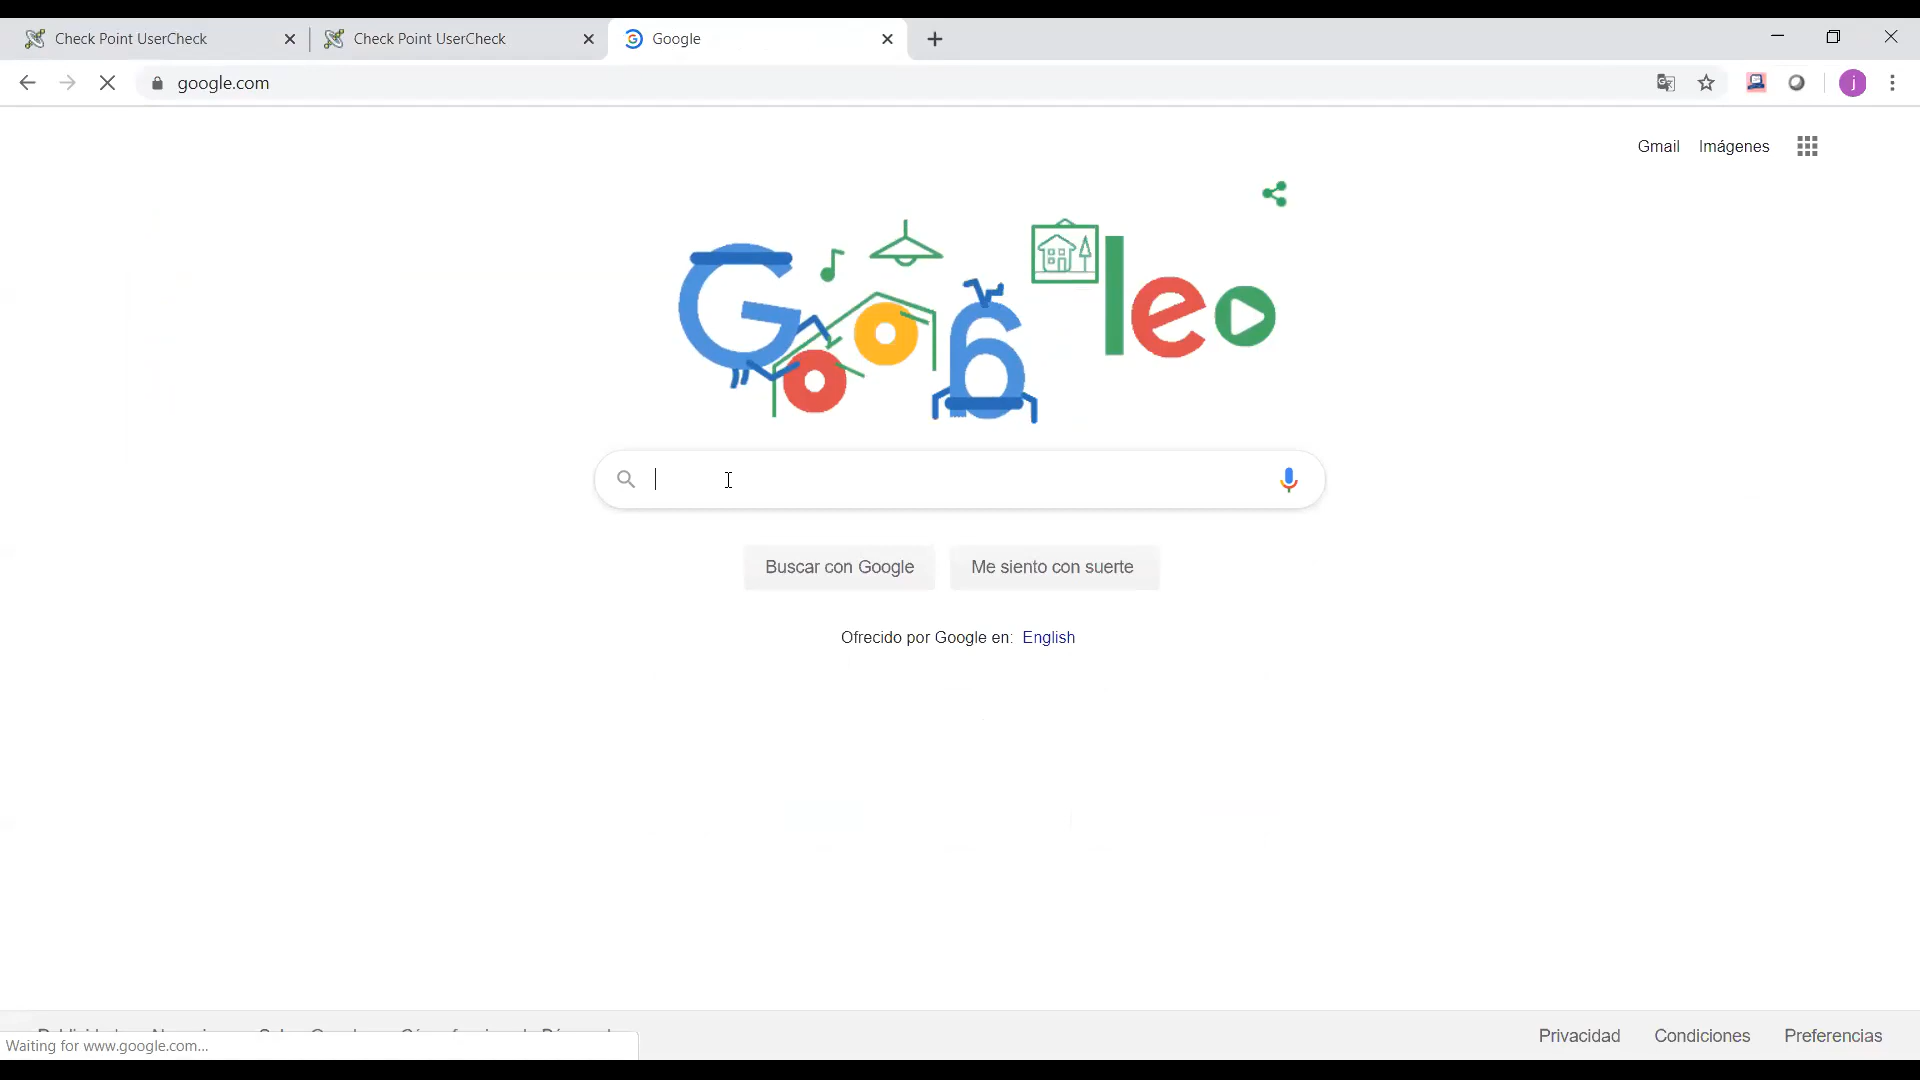 Check Point UserCheck
Check Point UserCheck
Google
google.com
j
Gmail Imágenes
Google
Buscar con Google Me siento con suerte
Ofrecido por Google en: English
Privacidad Condiciones Preferencias
Waiting for www.google.com...